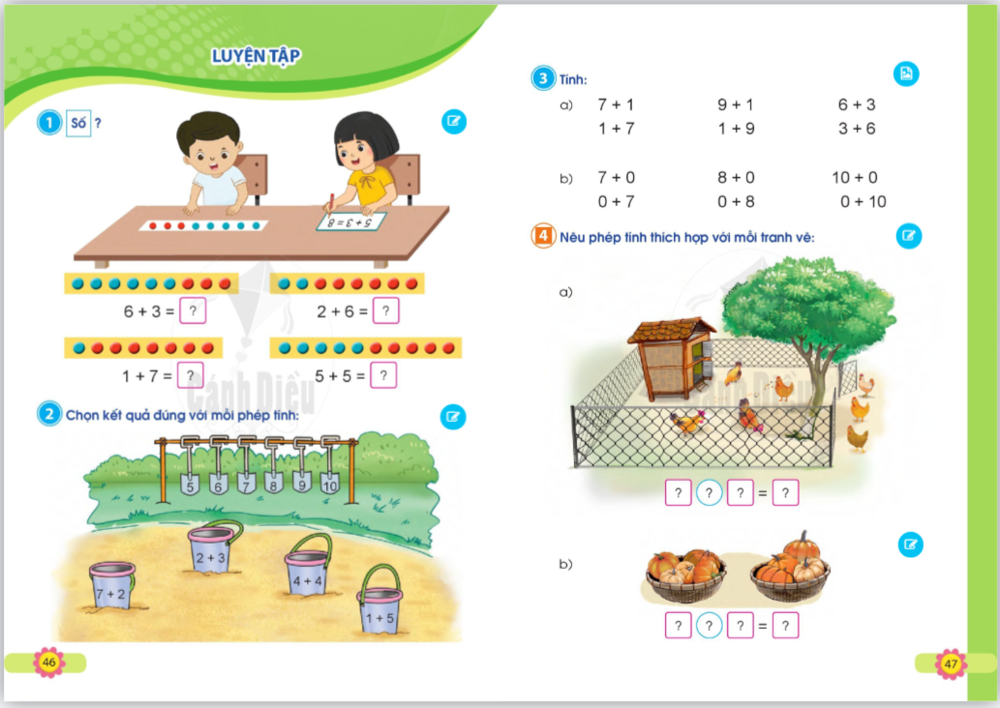 LUYỆN TẬP
1 Số ?
5 + 3 = 8
6 + 3 = ?
2 + 6 = ?
1 + 7 = ?
5 + 5 = ?
Cánh Diều
2 Chọn kết quả đúng với mỗi phép tính:
5 6 7 8 9 10
2 + 3
4 + 4
7 + 2
1 + 5
46
3 Tính:
a) 7 + 1 9 + 1 6 + 3
1 + 7 1 + 9 3 + 6
b) 7 + 0 8 + 0 10 + 0
0 + 7 0 + 8 0 + 10
4 Nêu phép tính thích hợp với mỗi tranh vẽ:
a)
? ? ? = ?
b)
? ? ? = ?
Cánh Diều
47